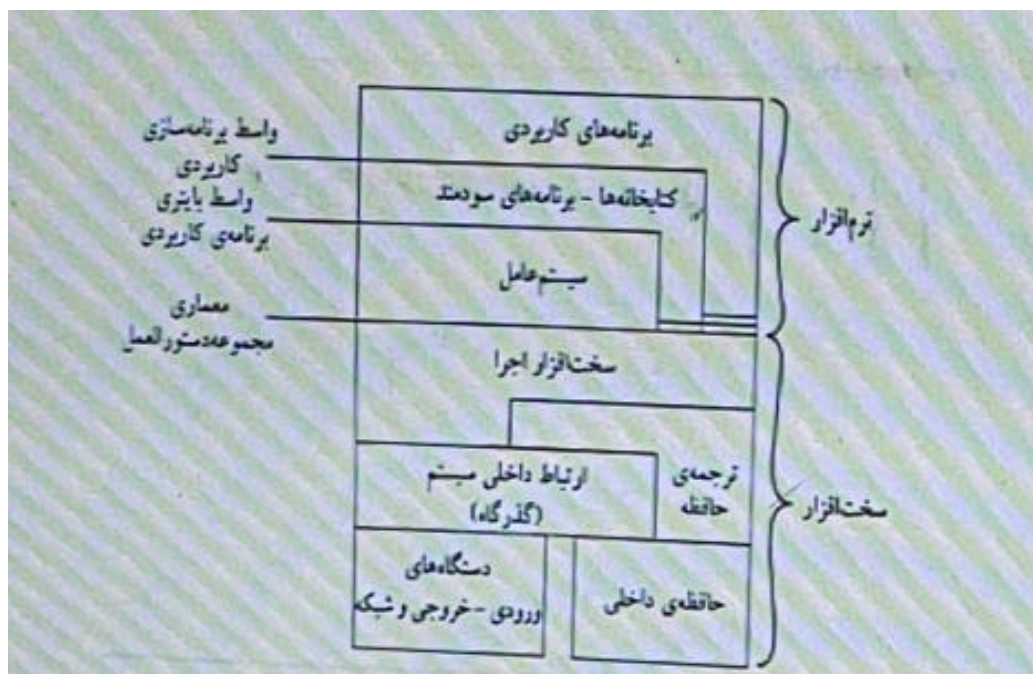 برنامه‌های کاربردی
واسط برنامه‌سازی
کاربردی
کتابخانه‌ها - برنامه‌های سودمند
واسط باینری
برنامه‌ی کاربردی
نرم‌افزار
سیستم‌عامل
معماری
مجموعه‌دستورالعمل
سخت‌افزار اجرا
ارتباط داخلی سیستم
(گذرگاه)
ترجمه‌ی
حافظه
سخت‌افزار
دستگاه‌های
ورودی - خروجی و شبکه
حافظه‌ی داخلی